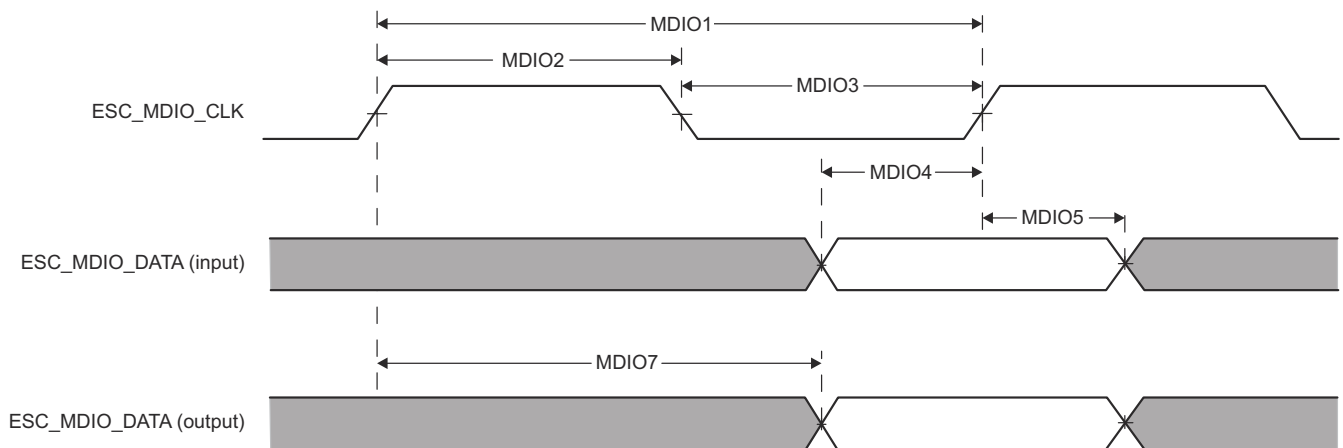 MDIO1
MDIO2
MDIO3
ESC_MDIO_CLK
MDIO4
MDIO5
ESC_MDIO_DATA (input)
MDIO7
ESC_MDIO_DATA (output)